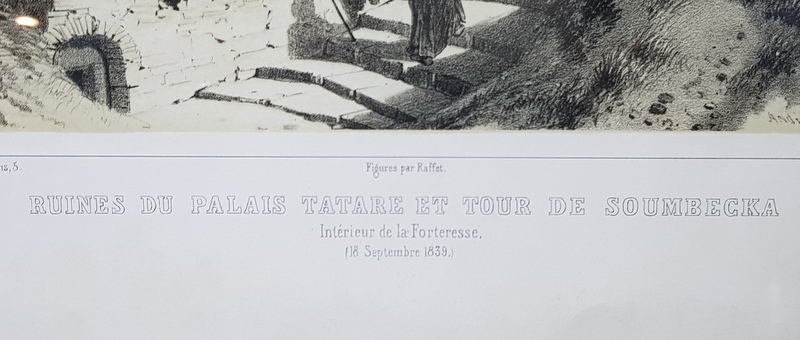 Figures par Raffet.
RUINES DU PALAIS TATARE ET TOUR DE SOUMBECKA
Intérieur de la Forteresse,
(18 Septembre 1839.)